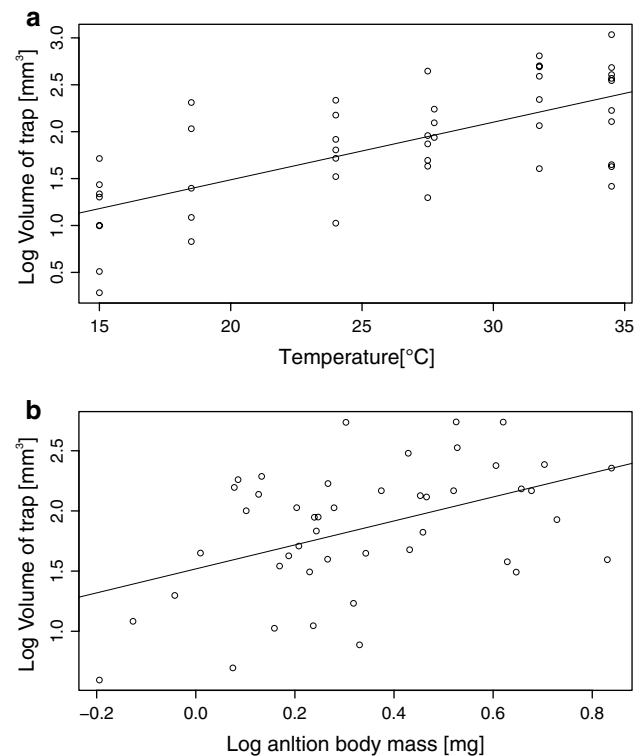 a
Log Volume of trap [mm³]
3.0
2.5
2.0
1.5
1.0
0.5
15 20 25 30 35
Temperature[°C]
b
Log Volume of trap [mm³]
2.5
2.0
1.5
1.0
−0.2 0.0 0.2 0.4 0.6 0.8
Log anltion body mass [mg]